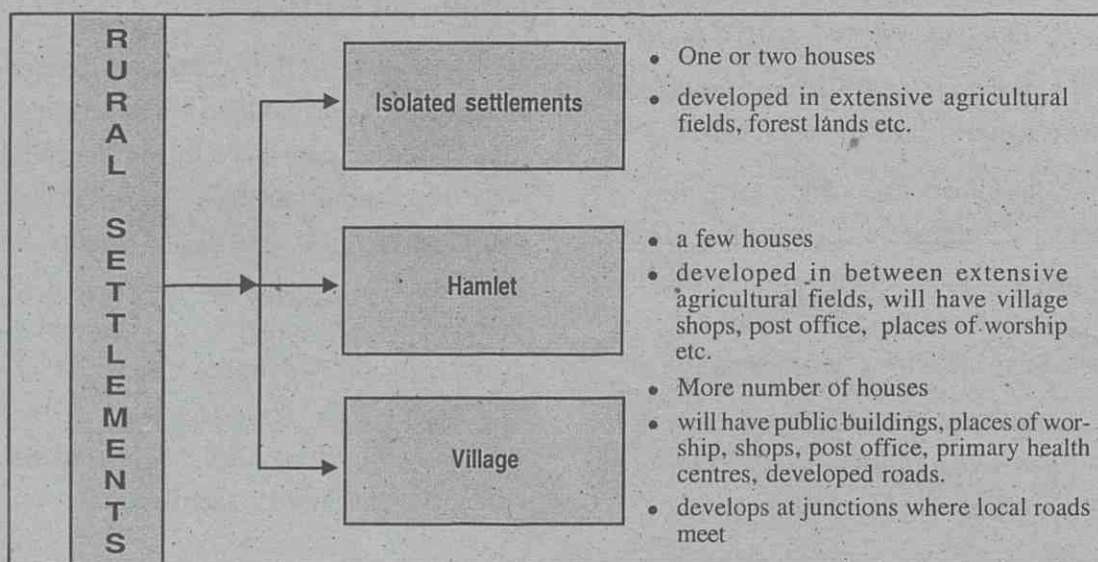 RURAL SETTLEMENTS
Isolated settlements
• One or two houses
• developed in extensive agricultural
fields, forest lands etc.
Hamlet
• a few houses
• developed in between extensive
agricultural fields, will have village
shops, post office, places of worship
etc.
Village
• More number of houses
• will have public buildings, places of wor-
ship, shops, post office, primary health
centres, developed roads.
• develops at junctions where local roads
meet